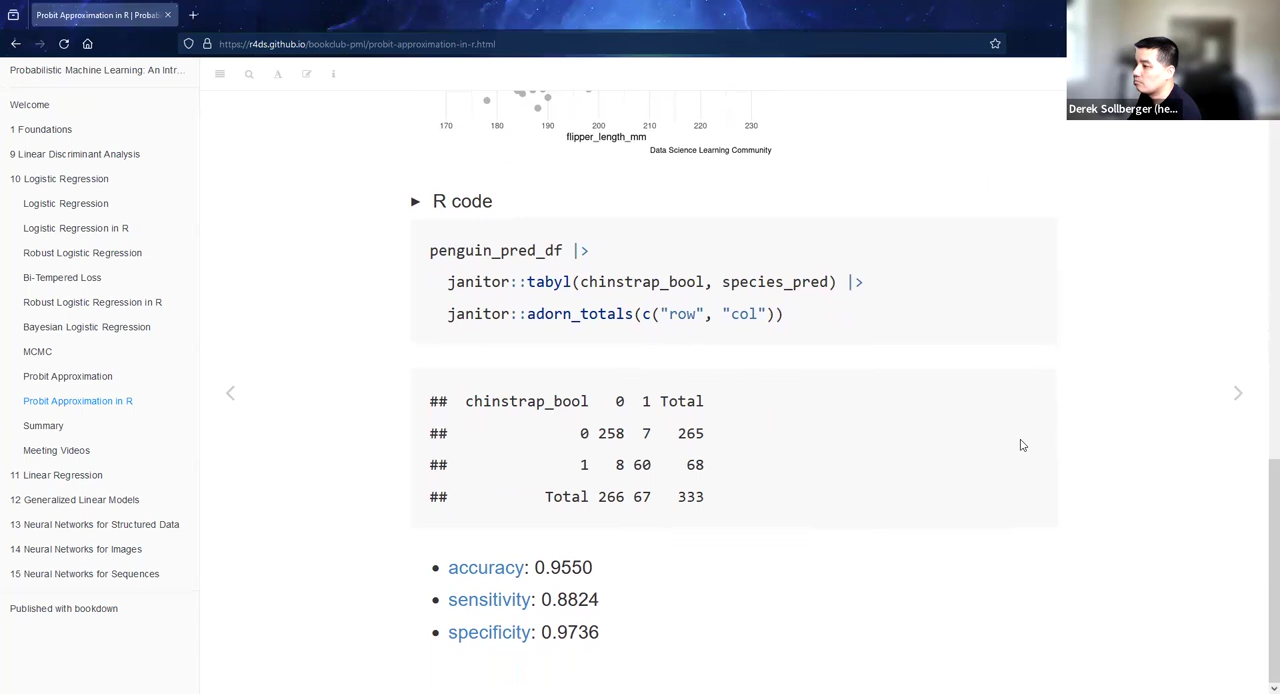 Probit Approximation in R | Probab
https://r4ds.github.io/bookclub-pml/probit-approximation-in-r.html
Derek Sollberger (he...
Probabilistic Machine Learning: An Intr...
Welcome
1 Foundations
9 Linear Discriminant Analysis
10 Logistic Regression
Logistic Regression
Logistic Regression in R
Robust Logistic Regression
Bi-Tempered Loss
Robust Logistic Regression in R
Bayesian Logistic Regression
MCMC
Probit Approximation
Probit Approximation in R
Summary
Meeting Videos
11 Linear Regression
12 Generalized Linear Models
13 Neural Networks for Structured Data
14 Neural Networks for Images
15 Neural Networks for Sequences
Published with bookdown
170 180 190 200 210 220 230
flipper_length_mm
Data Science Learning Community
R code
penguin_pred_df |>
janitor::tabyl(chinstrap_bool, species_pred) |>
janitor::adorn_totals(c("row", "col"))
## chinstrap_bool 0 1 Total
## 0 258 7 265
## 1 8 60 68
## Total 266 67 333
• accuracy: 0.9550
• sensitivity: 0.8824
• specificity: 0.9736